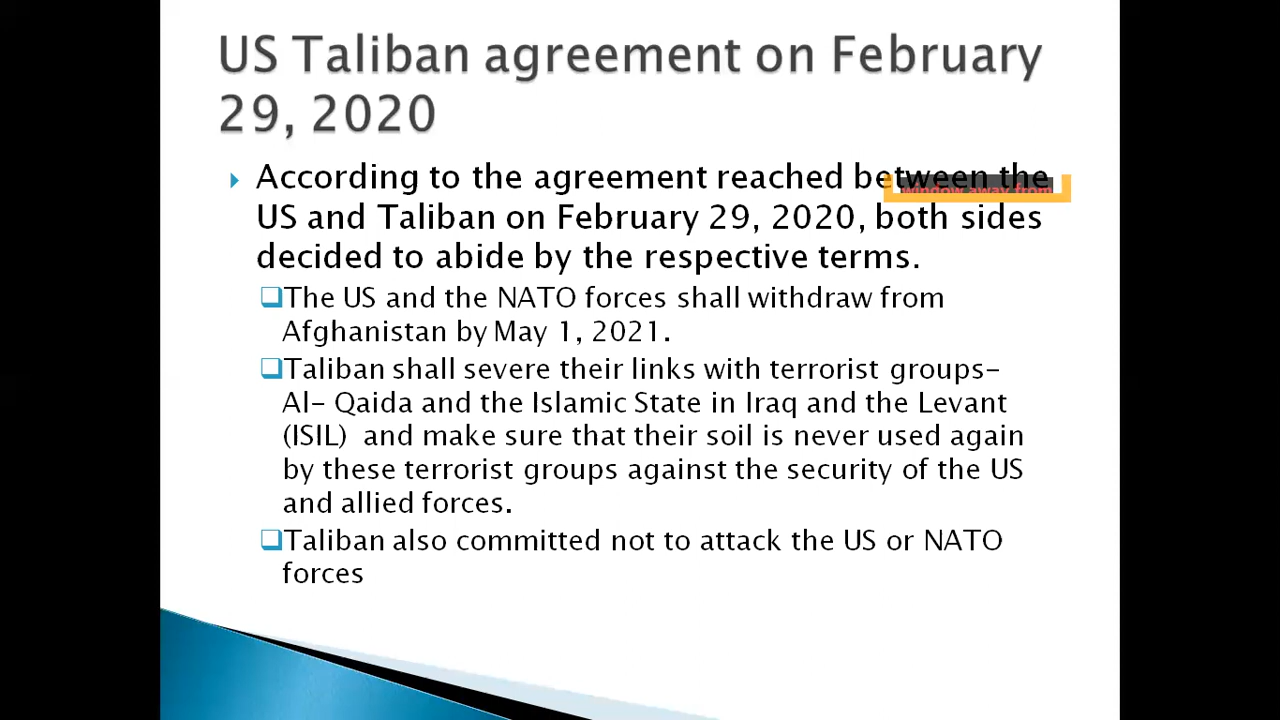 US Taliban agreement on February
29, 2020
According to the agreement reached between the
window away from
US and Taliban on February 29, 2020, both sides
decided to abide by the respective terms.
❑The US and the NATO forces shall withdraw from
Afghanistan by May 1, 2021.
❑Taliban shall severe their links with terrorist groups-
Al- Qaida and the Islamic State in Iraq and the Levant
(ISIL) and make sure that their soil is never used again
by these terrorist groups against the security of the US
and allied forces.
❑Taliban also committed not to attack the US or NATO
forces